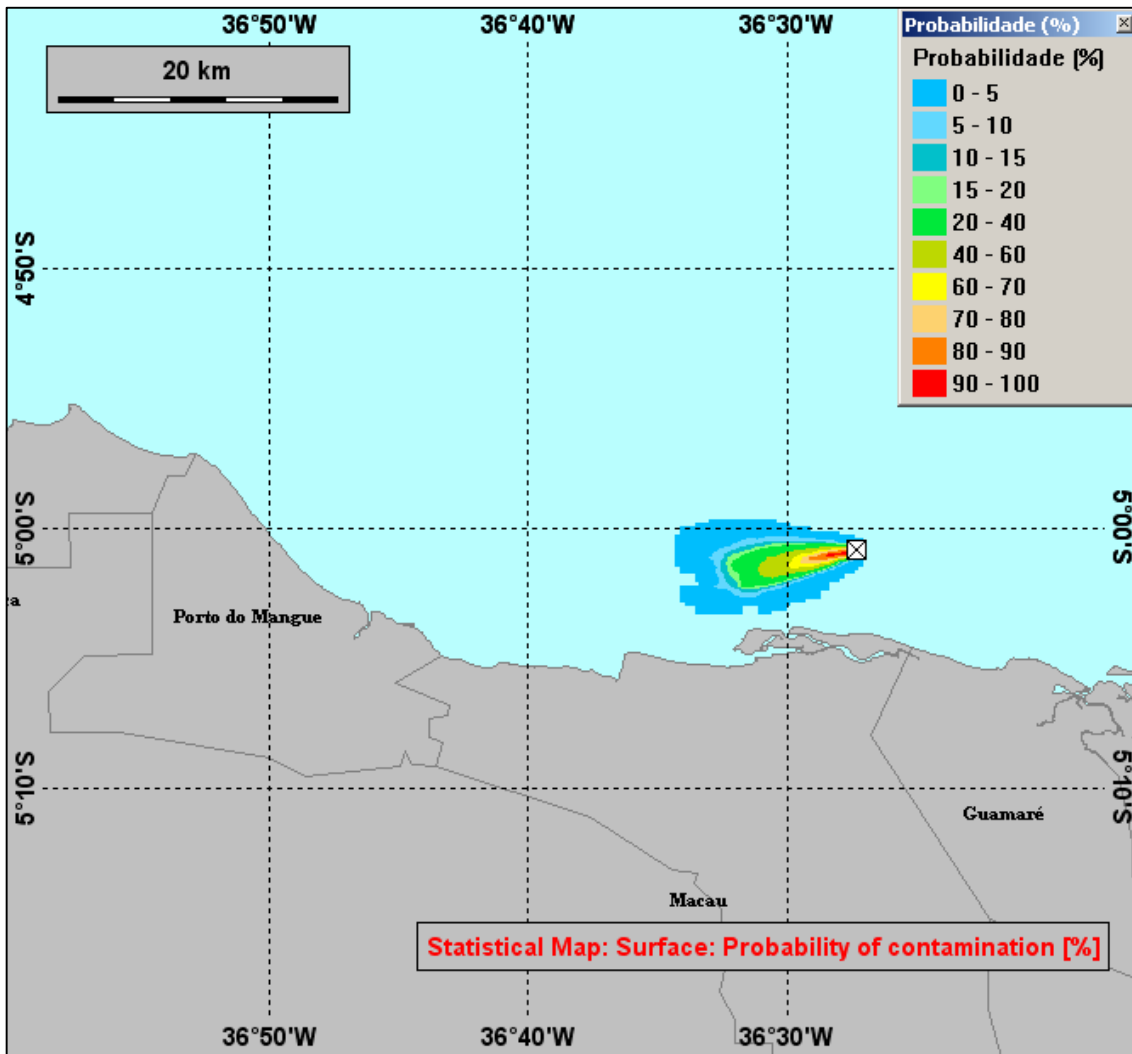 36°50'W
36°40'W
36°30'W
Probabilidade (%)
20 km
Probabilidade (%)
0 - 5
5 - 10
10 - 15
15 - 20
20 - 40
40 - 60
60 - 70
70 - 80
80 - 90
90 - 100
4°50'S
5°00'S
5°00'S
Porto do Mangue
5°10'S
5°10'S
Guamaré
Macau
Statistical Map: Surface: Probability of contamination [%]
36°50'W
36°40'W
36°30'W